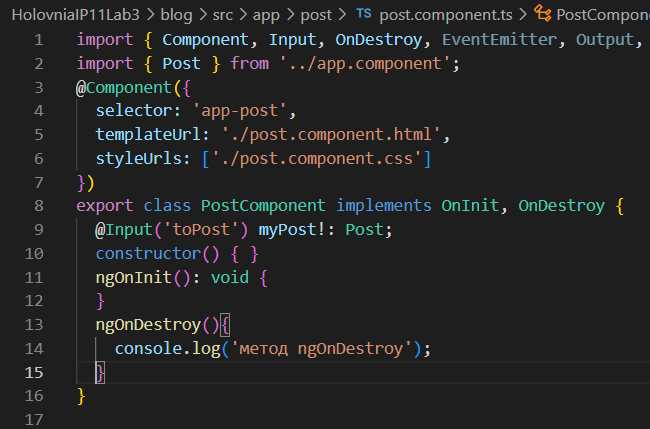 HolovniaIP11Lab3 > blog > src > app > post > TS post.component.ts > PostCompone
1 import { Component, Input, OnDestroy, EventEmitter, Output,
2 import { Post } from '../app.component';
3 @Component({
4 selector: 'app-post',
5 templateUrl: './post.component.html',
6 styleUrls: ['./post.component.css']
7 })
8 export class PostComponent implements OnInit, OnDestroy {
9 @Input('toPost') myPost!: Post;
10 constructor() { }
11 ngOnInit(): void {
12 }
13 ngOnDestroy(){
14 console.log('метод ngOnDestroy');
15 }
16 }
17